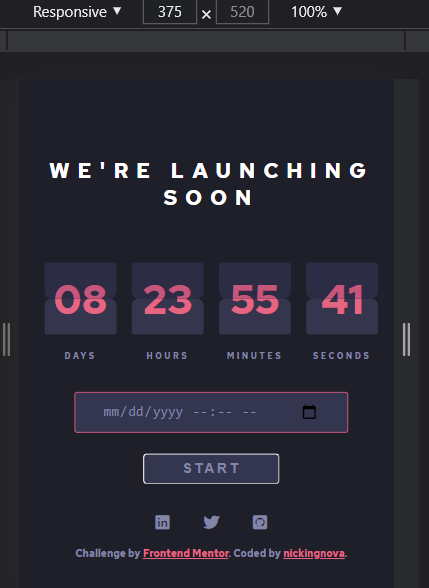 Responsive ▼ 375 × 520 100% ▼
WE'RE LAUNCHING
SOON
08 23 55 41
DAYS HOURS MINUTES SECONDS
mm/dd/yyyy --:-- --
START
in
Challenge by Frontend Mentor. Coded by nickingnova.